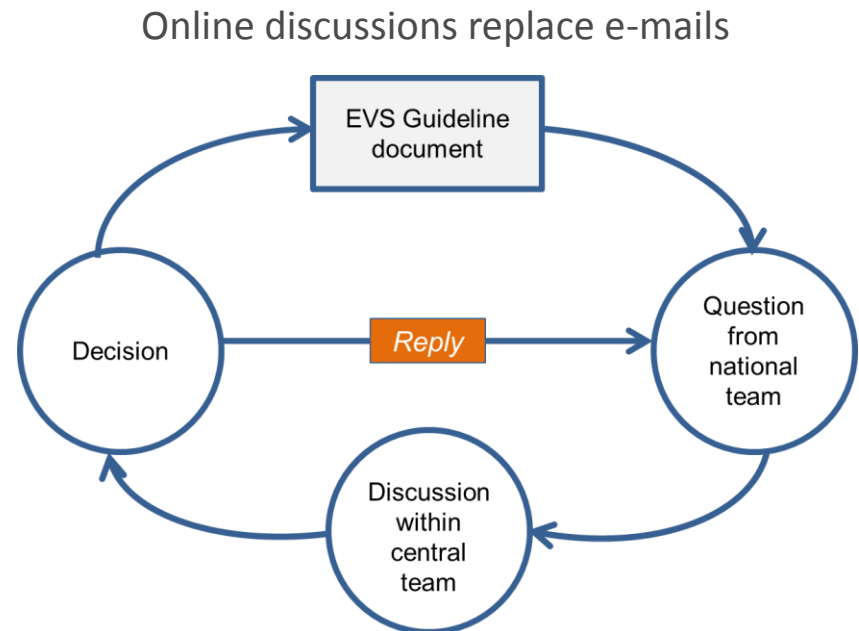 Online discussions replace e-mails
EVS Guideline
document
Decision
Reply
Question
from
national
team
Discussion
within
central
team